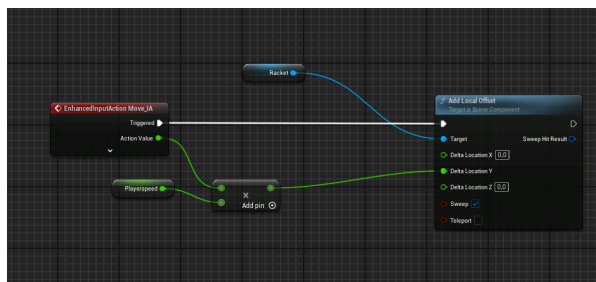 Racket
EnhancedInputAction Move_IA
Triggered
Action Value
Playerspeed
Add pin
Add Local Offset
Target is Scene Component
Target
Sweep Hit Result
Delta Location X 0,0
Delta Location Y
Delta Location Z 0,0
Sweep
Teleport